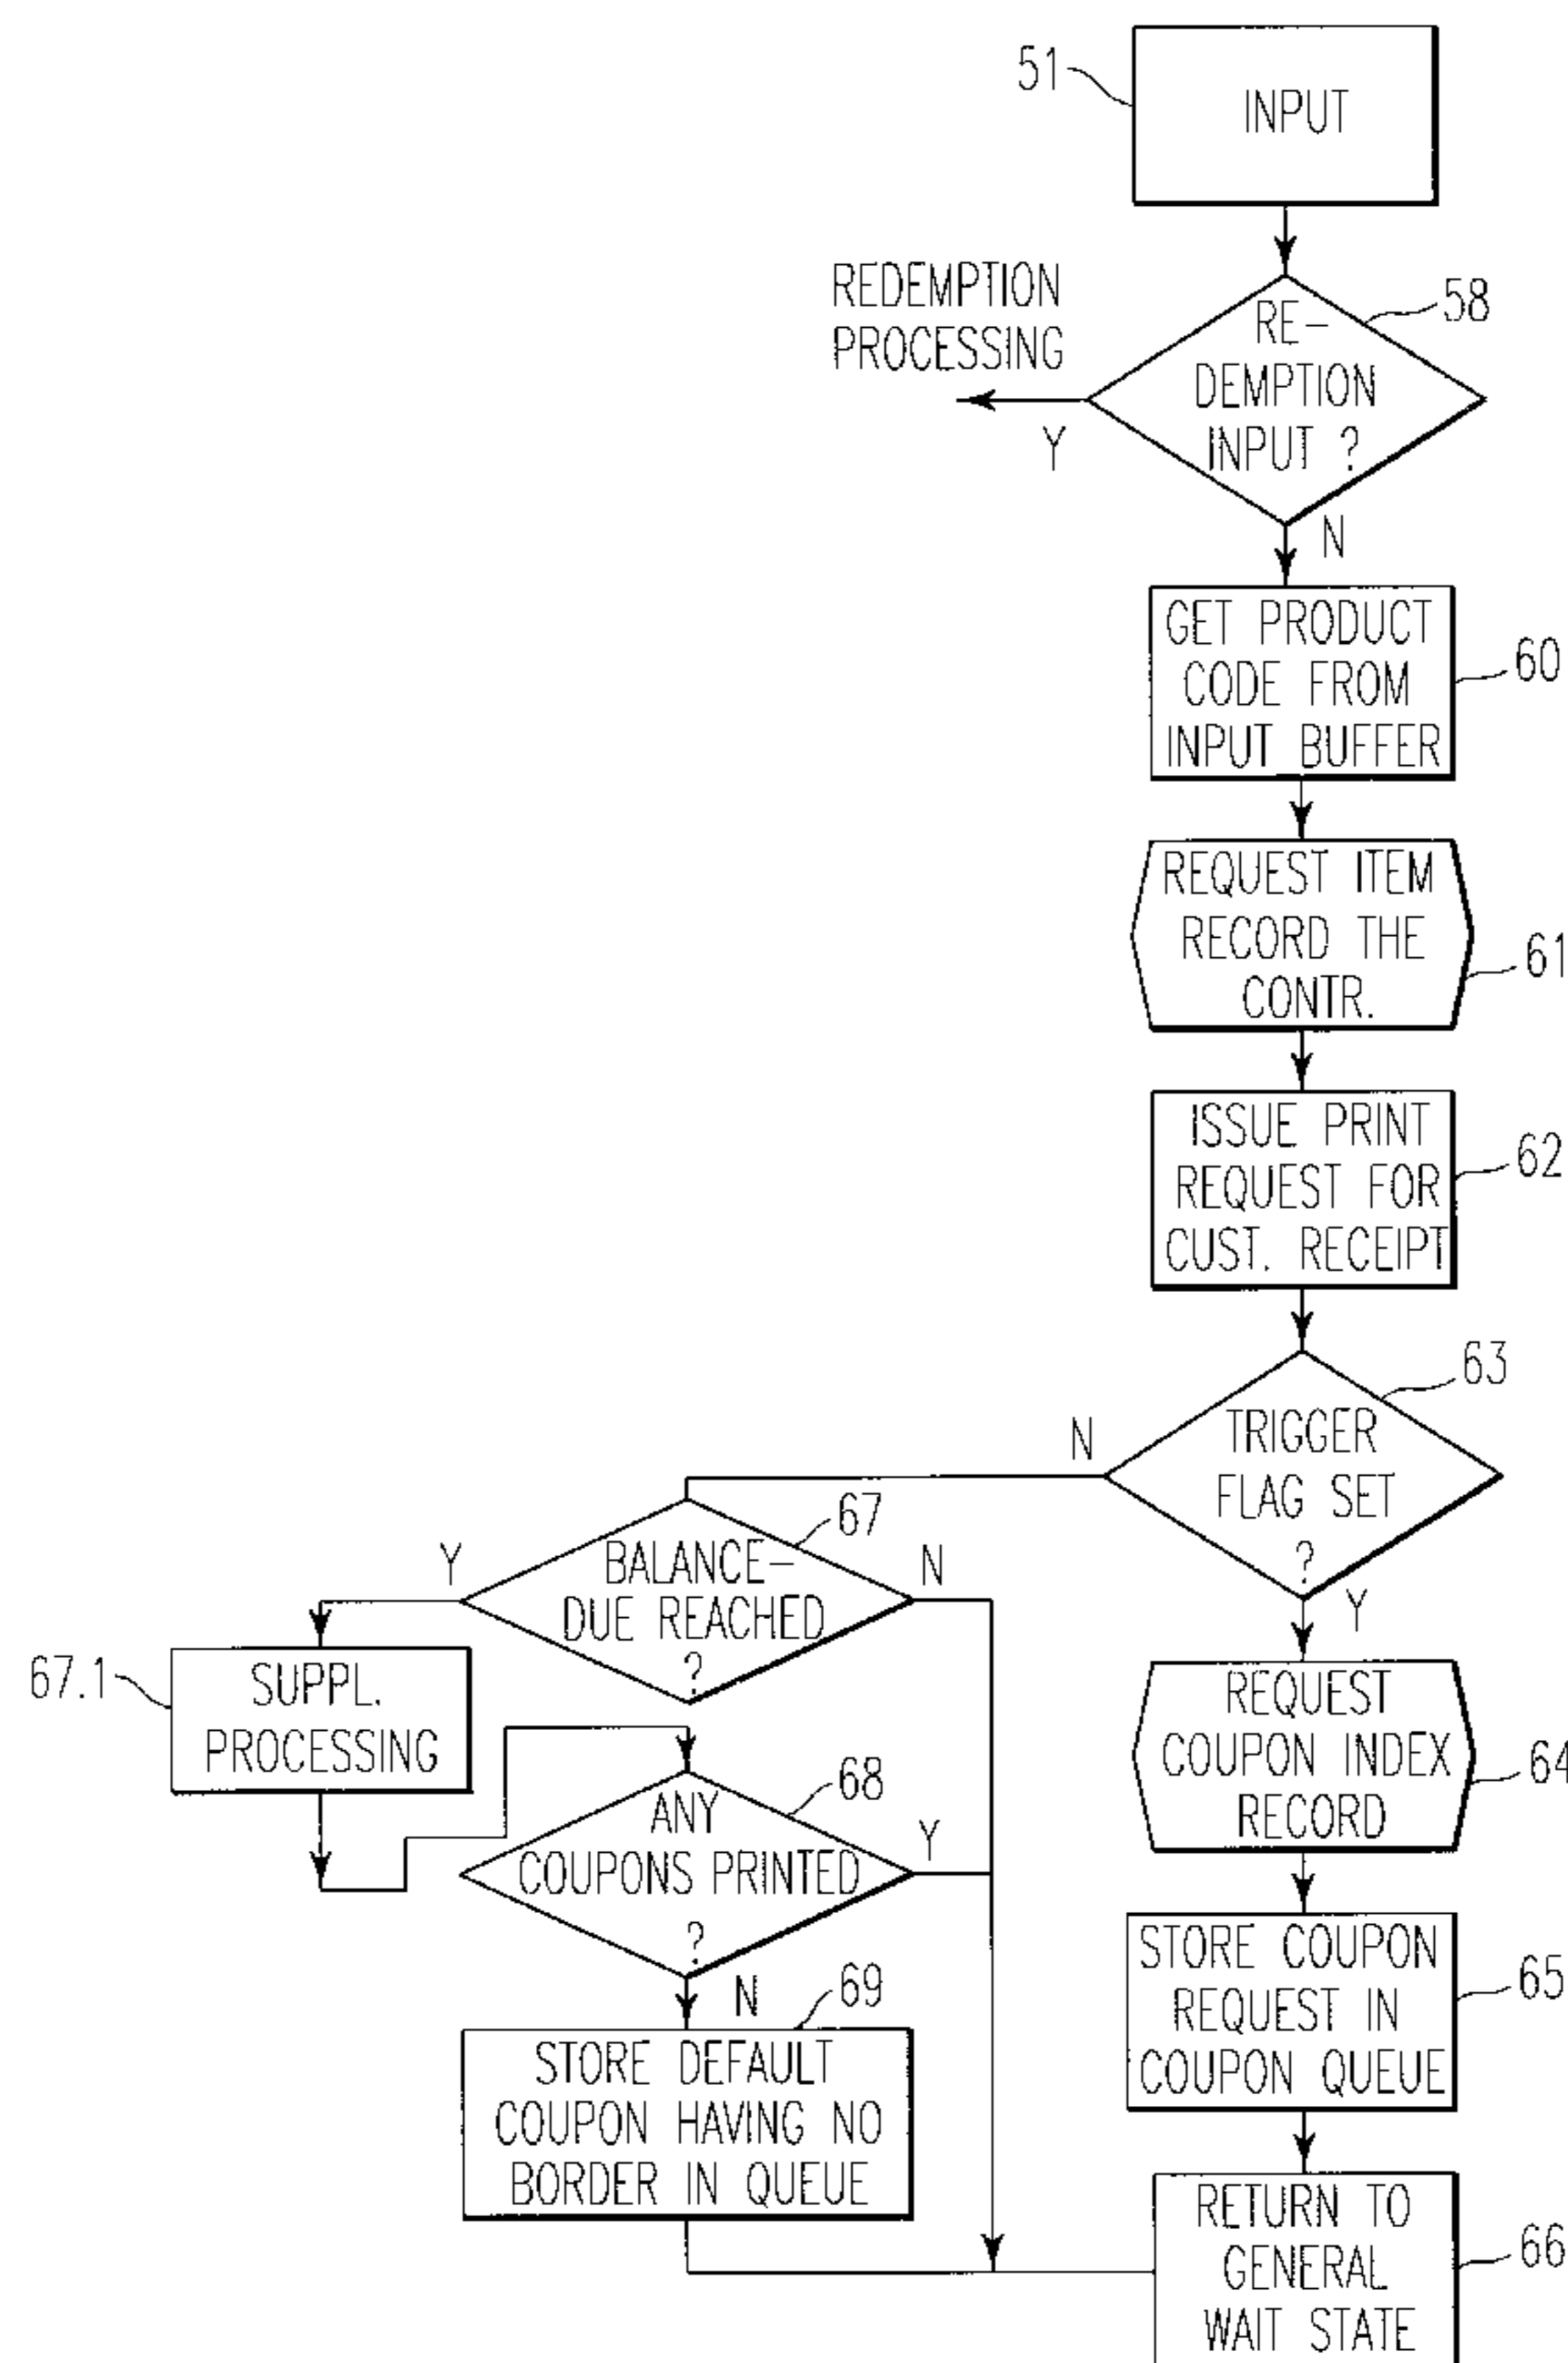 51
INPUT
REDEMPTION
PROCESSING
Y
RE-
DEMPTION
INPUT ?
58
N
GET PRODUCT
CODE FROM
INPUT BUFFER
60
REQUEST ITEM
RECORD THE
CONTR.
61
ISSUE PRINT
REQUEST FOR
CUST. RECEIPT
62
63
N
TRIGGER
FLAG SET
?
Y
67
Y
BALANCE-
DUE REACHED
?
N
67.1
SUPPL.
PROCESSING
REQUEST
COUPON INDEX
RECORD
64
68
ANY
COUPONS PRINTED
?
Y
N
69
STORE DEFAULT
COUPON HAVING NO
BORDER IN QUEUE
STORE COUPON
REQUEST IN
COUPON QUEUE
65
RETURN TO
GENERAL
WAIT STATE
66